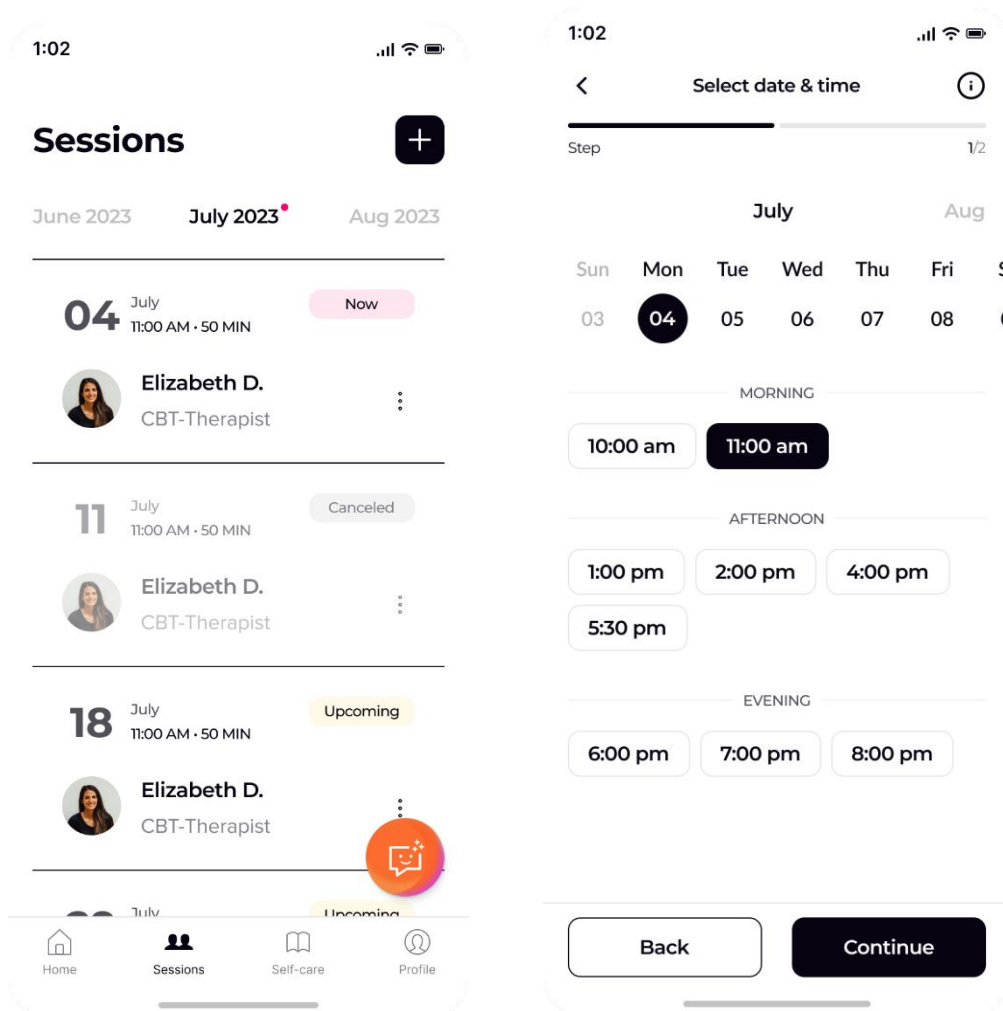 1:02
Sessions
June 2023 July 2023 Aug 2023
04 July
11:00 AM • 50 MIN
Now
Elizabeth D.
CBT-Therapist
11 July
11:00 AM • 50 MIN
Canceled
Elizabeth D.
CBT-Therapist
18 July
11:00 AM • 50 MIN
Upcoming
Elizabeth D.
CBT-Therapist
July
Upcoming
Home Sessions Self-care Profile
1:02
Select date & time
Step 1/2
July Aug
Sun Mon Tue Wed Thu Fri
03 04 05 06 07 08
MORNING
10:00 am 11:00 am
AFTERNOON
1:00 pm 2:00 pm 4:00 pm
5:30 pm
EVENING
6:00 pm 7:00 pm 8:00 pm
Back Continue